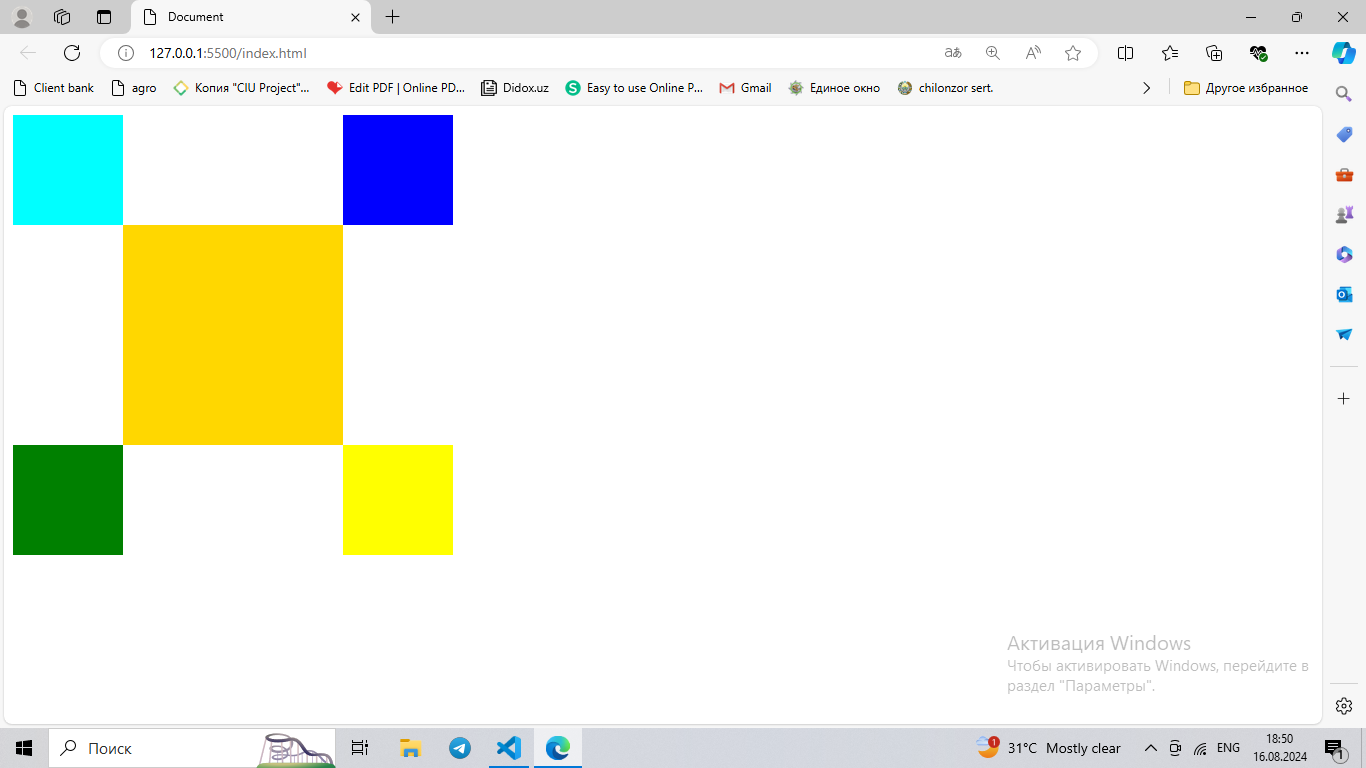 Document
127.0.0.1:5500/index.html
Client bank
agro
Копия "CIU Project"...
Edit PDF | Online PD...
Didox.uz
Easy to use Online P...
Gmail
Единое окно
chilonzor sert.
Другое избранное
Активация Windows
Чтобы активировать Windows, перейдите в
раздел "Параметры".
Поиск
31°C Mostly clear
ENG
18:50
16.08.2024